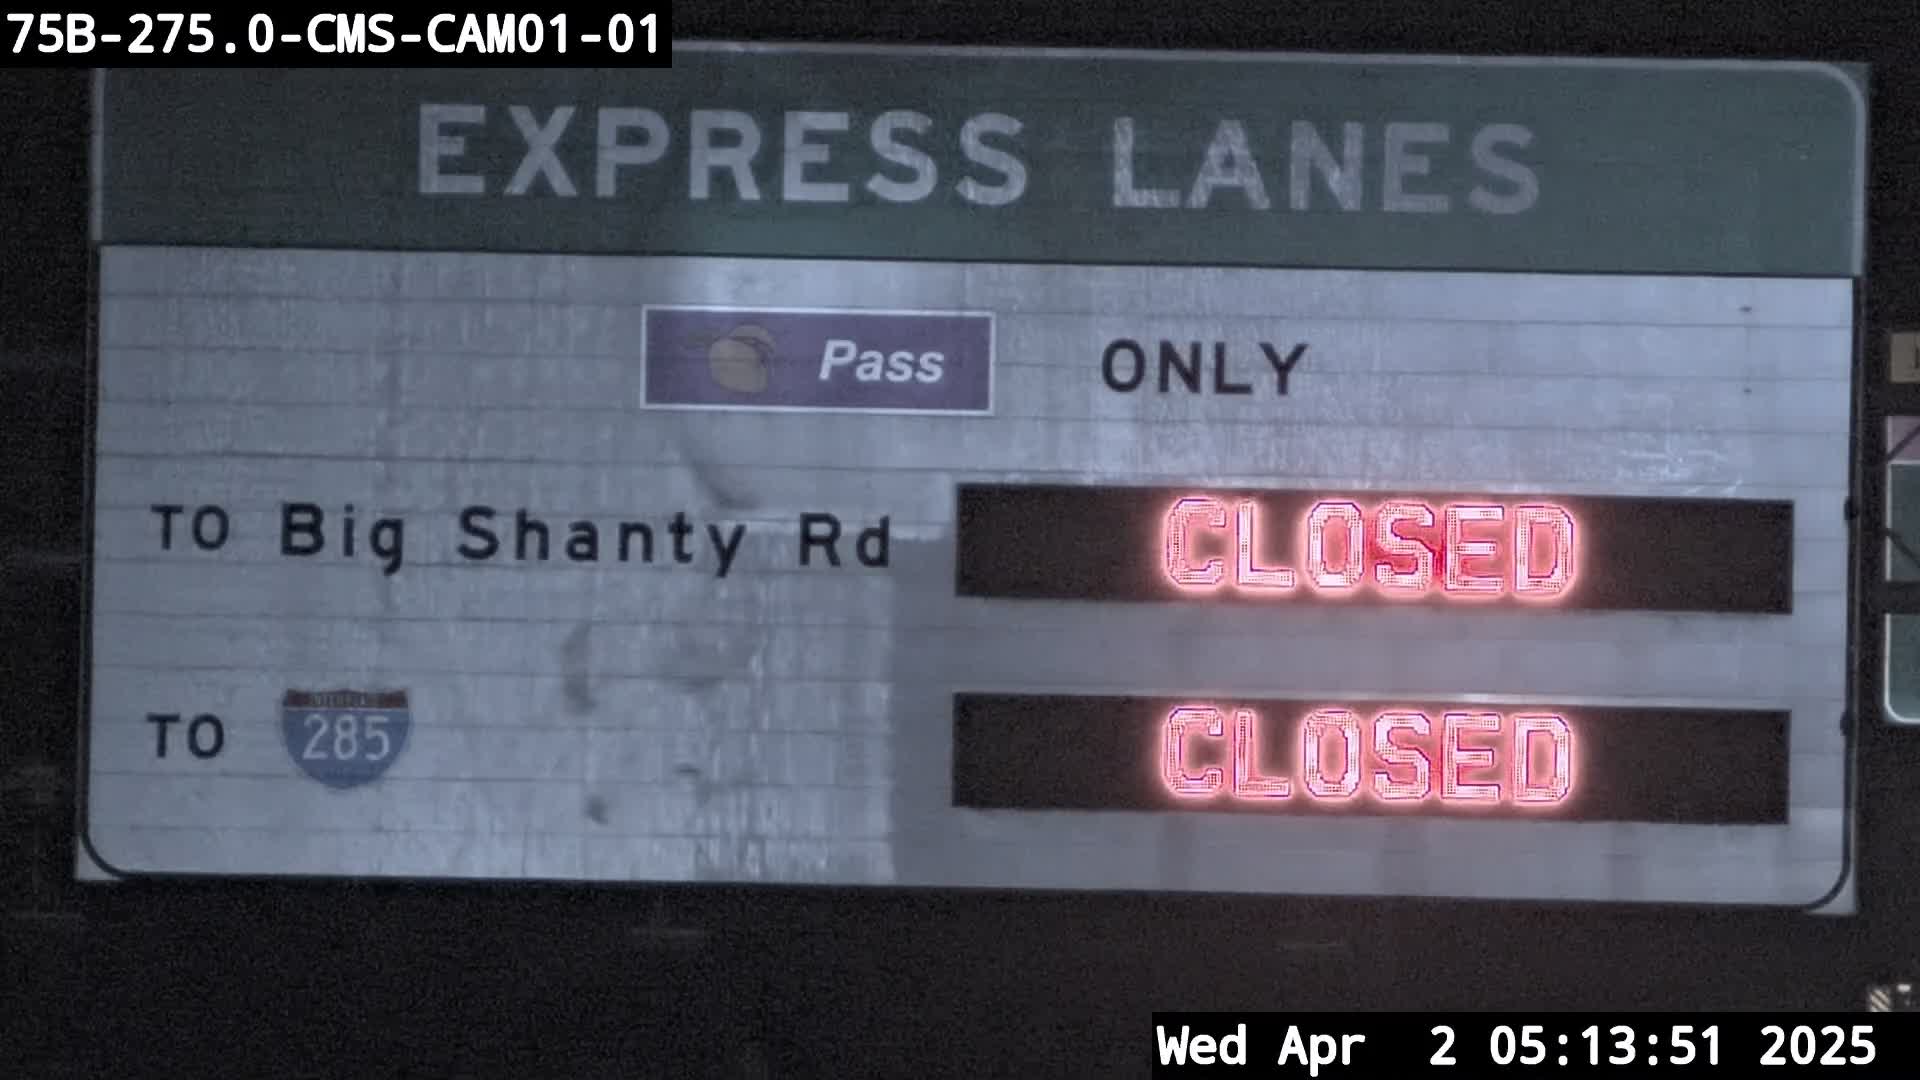 75B-275.0-CMS-CAM01-01
EXPRESS LANES
Pass ONLY
TO Big Shanty Rd CLOSED
TO 285 CLOSED
Wed Apr 2 05:13:51 2025